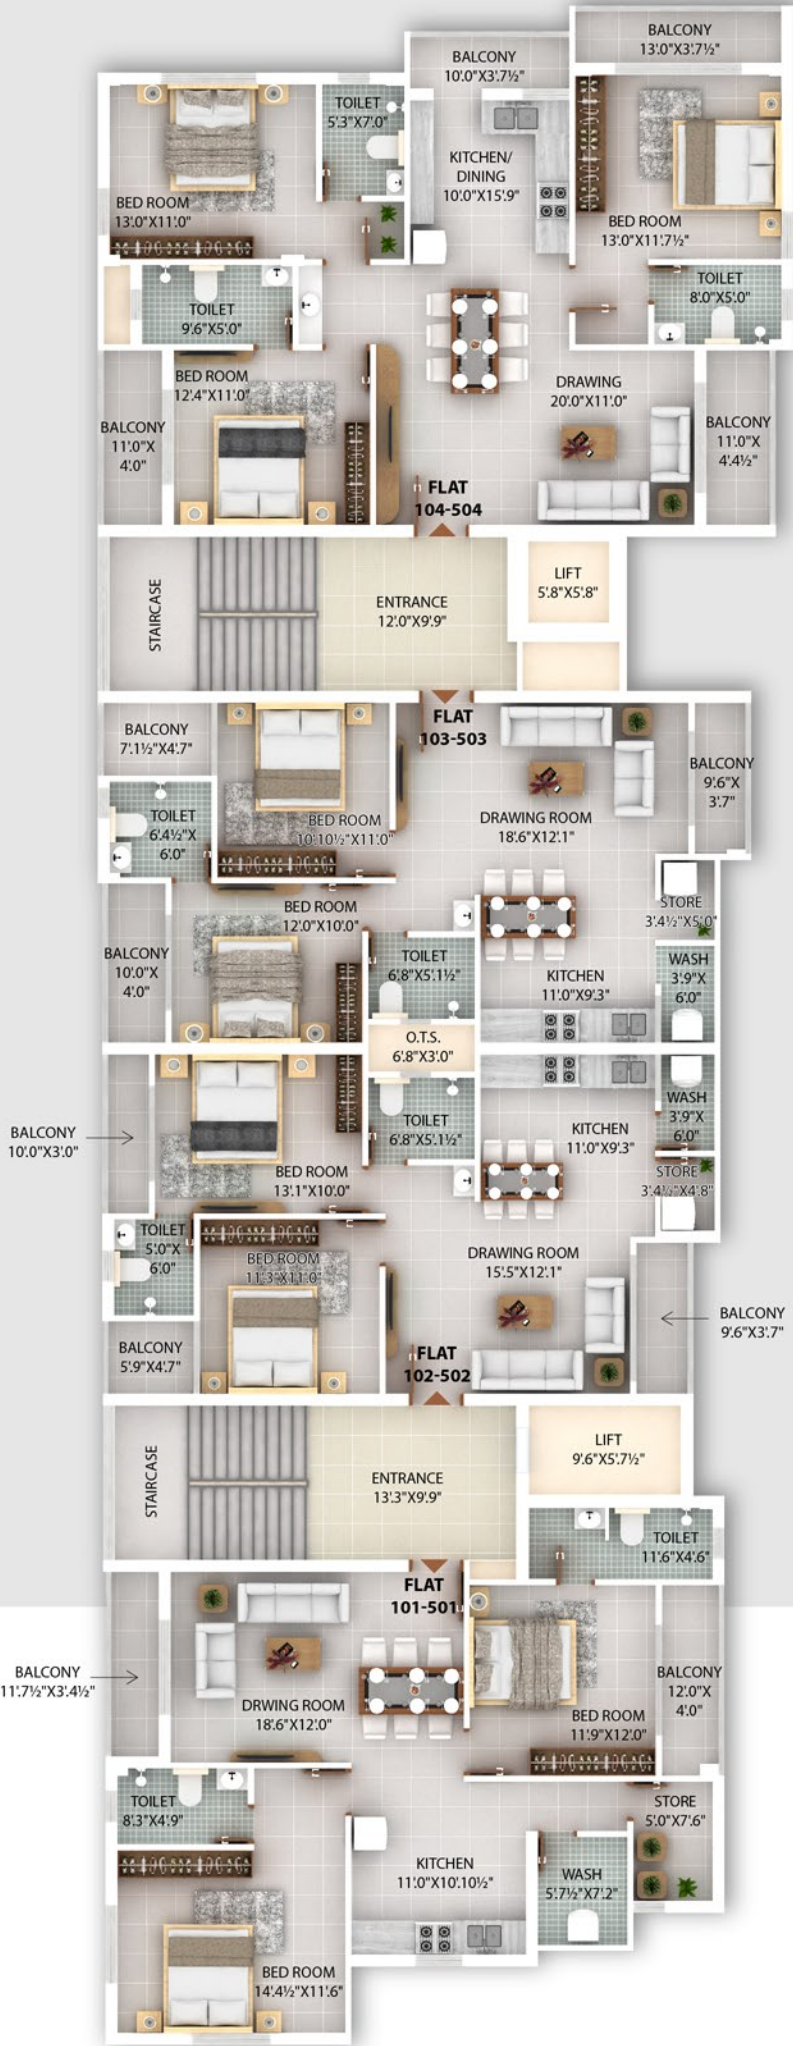 BALCONY
13'.0"X3'.7½"
BALCONY
10'.0"X3'.7½"
TOILET
5'.3"X7'.0"
KITCHEN/
DINING
10'.0"X15'.9"
BED ROOM
13'.0"X11'.0"
BED ROOM
13'.0"X11'.7½"
TOILET
8'.0"X5'.0"
TOILET
9'.6"X5'.0"
BED ROOM
12'.4"X11'.0"
DRAWING
20'.0"X11'.0"
BALCONY
11'.0"X
4'.0"
BALCONY
11'.0"X
4'.4½"
FLAT
104-504
STAIRCASE
ENTRANCE
12'.0"X9'.9"
LIFT
5'.8"X5'.8"
FLAT
103-503
BALCONY
7'.1½"X4'.7"
BALCONY
9'.6"X
3'.7"
TOILET
6'.4½"X
6'.0"
BED ROOM
10'.10½"X11'.0"
DRAWING ROOM
18'.6"X12'.1"
BED ROOM
12'.0"X10'.0"
STORE
3'.4½"X5'.0"
BALCONY
10'.0"X
4'.0"
TOILET
6'.8"X5'.1½"
KITCHEN
11'.0"X9'.3"
WASH
3'.9"X
6'.0"
O.T.S.
6'.8"X3'.0"
BALCONY
10'.0"X3'.0"
TOILET
6'.8"X5'.1½"
KITCHEN
11'.0"X9'.3"
WASH
3'.9"X
6'.0"
BED ROOM
13'.1"X10'.0"
STORE
3'.4½"X4'.8"
TOILET
5'.0"X
6'.0"
BED ROOM
11'.3"X11'.0"
DRAWING ROOM
15'.5"X12'.1"
BALCONY
9'.6"X3'.7"
BALCONY
5'.9"X4'.7"
FLAT
102-502
STAIRCASE
ENTRANCE
13'.3"X9'.9"
LIFT
9'.6"X5'.7½"
TOILET
11'.6"X4'.6"
FLAT
101-501
BALCONY
11'.7½"X3'.4½"
DRWING ROOM
18'.6"X12'.0"
BED ROOM
11'.9"X12'.0"
BALCONY
12'.0"X
4'.0"
TOILET
8'.3"X4'.9"
STORE
5'.0"X7'.6"
KITCHEN
11'.0"X10'.10½"
WASH
5'.7½"X7'.2"
BED ROOM
14'.4½"X11'.6"